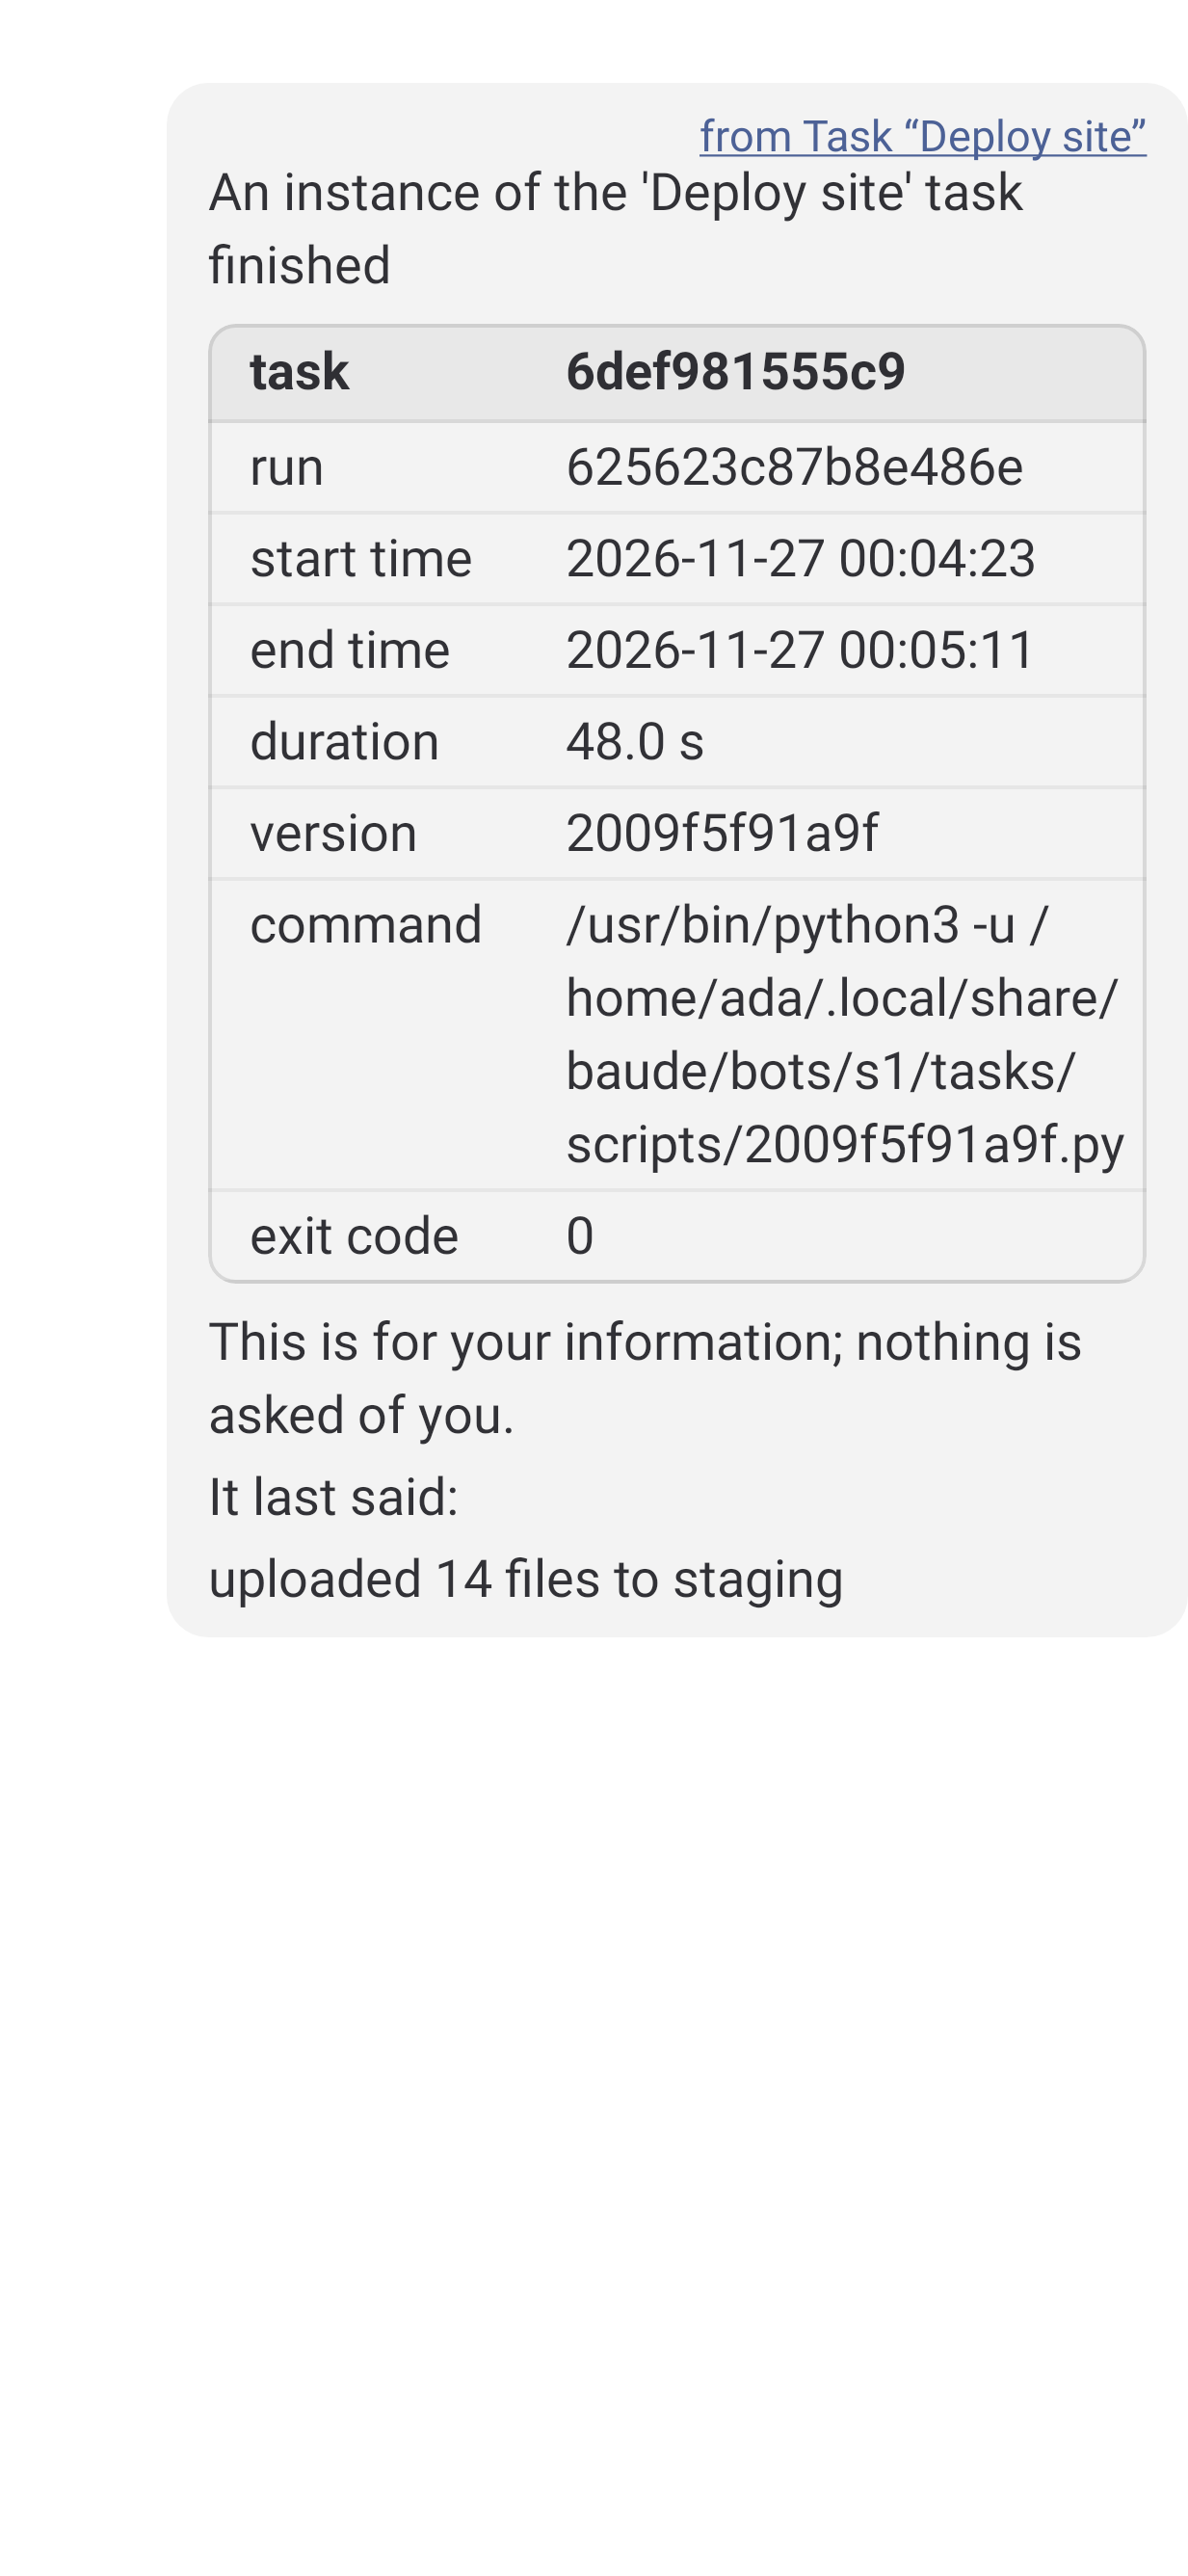 from Task “Deploy site”
An instance of the 'Deploy site' task
finished
task 6def981555c9
run 625623c87b8e486e
start time 2026-11-27 00:04:23
end time 2026-11-27 00:05:11
duration 48.0 s
version 2009f5f91a9f
command /usr/bin/python3 -u /
home/ada/.local/share/
baude/bots/s1/tasks/
scripts/2009f5f91a9f.py
exit code 0
This is for your information; nothing is
asked of you.
It last said:
uploaded 14 files to staging